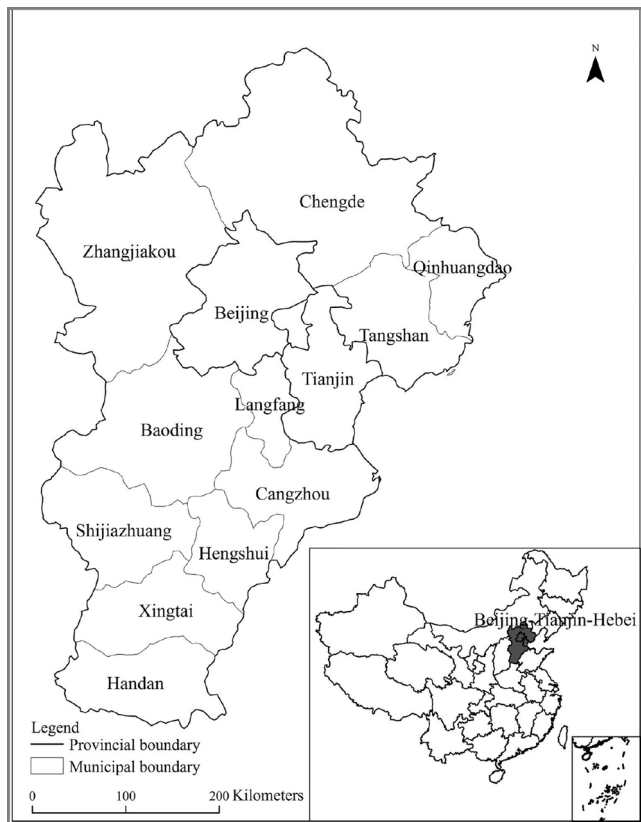 N
Chengde
Zhangjiakou
Qinhuangdao
Beijing
Tangshan
Tianjin
Langfang
Baoding
Cangzhou
Shijiazhuang
Hengshui
Xingtai
Handan
Beijing-Tianjin-Hebei
Legend
Provincial boundary
Municipal boundary
0 100 200 Kilometers